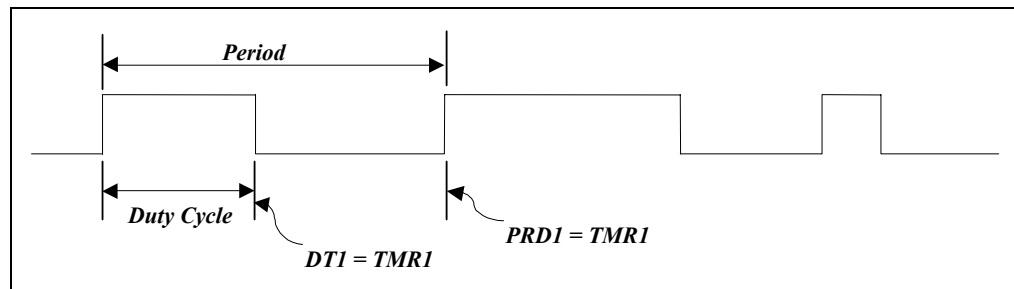 Period
Duty Cycle
PRD1 = TMR1
DT1 = TMR1